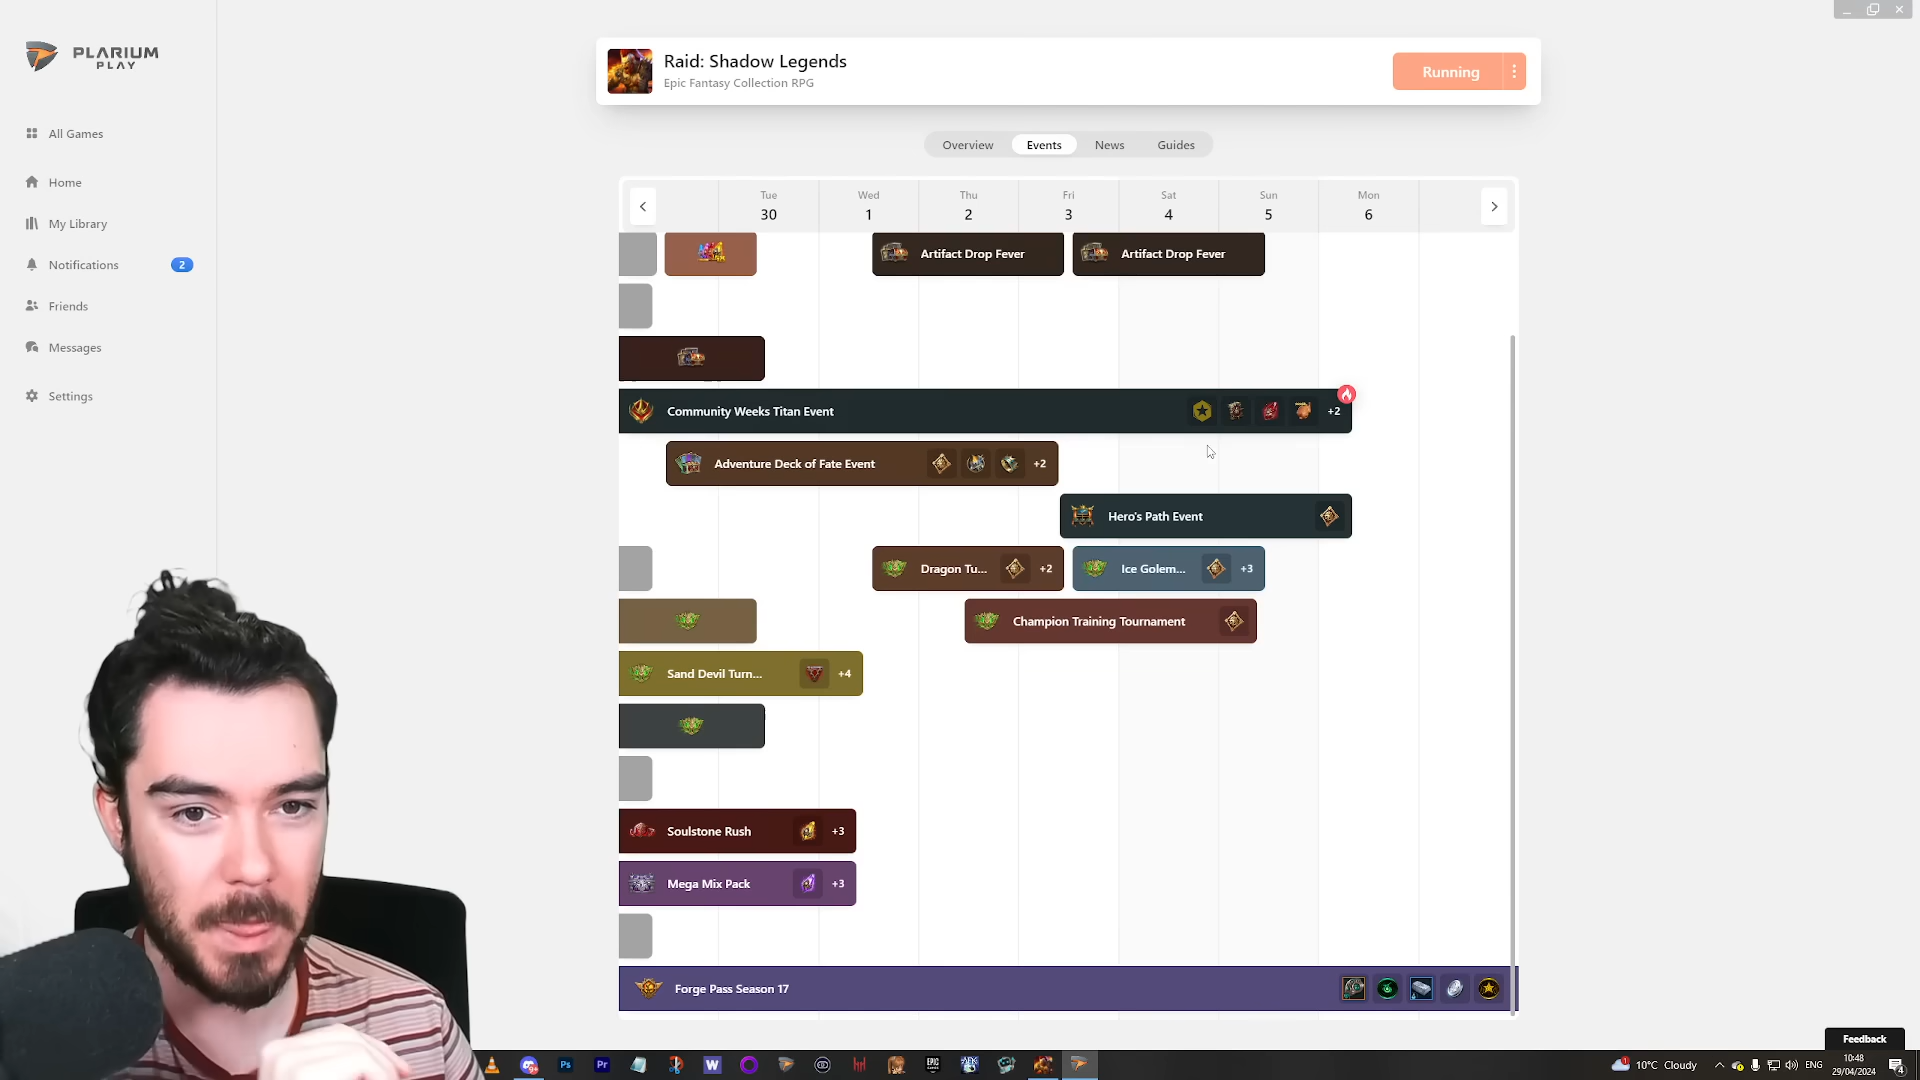 PLARIUM
PLAY
All Games
Home
My Library
Notifications 2
Friends
Messages
Settings
Raid: Shadow Legends
Epic Fantasy Collection RPG
Running
Overview Events News Guides
Tue Wed Thu Fri Sat Sun Mon
30 1 2 3 4 5 6
Artifact Drop Fever Artifact Drop Fever
Community Weeks Titan Event +2
Adventure Deck of Fate Event +2
Hero's Path Event
Dragon Tu... +2 Ice Golem... +3
Champion Training Tournament
Sand Devil Turn... +4
Soulstone Rush +3
Mega Mix Pack +3
Forge Pass Season 17
Feedback
10°C Cloudy ENG 10:48
29/04/2024